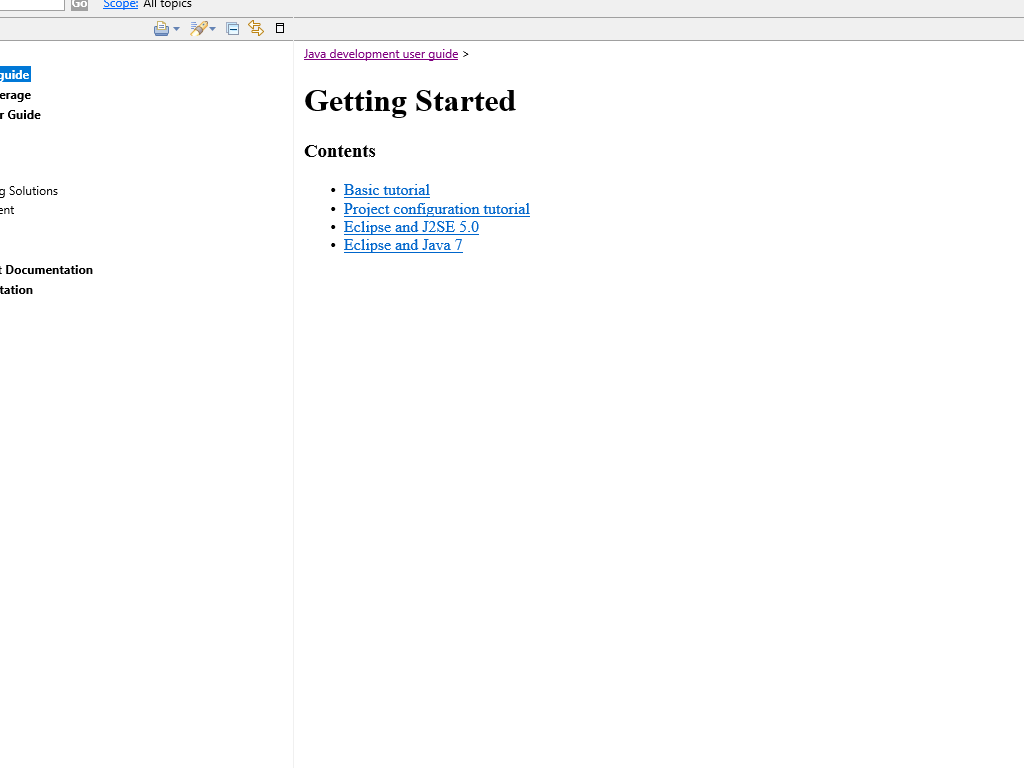 Go Scope: All topics
guide
erage
r Guide
g Solutions
ent
t Documentation
tation
Java development user guide >
Getting Started
Contents
• Basic tutorial
• Project configuration tutorial
• Eclipse and J2SE 5.0
• Eclipse and Java 7